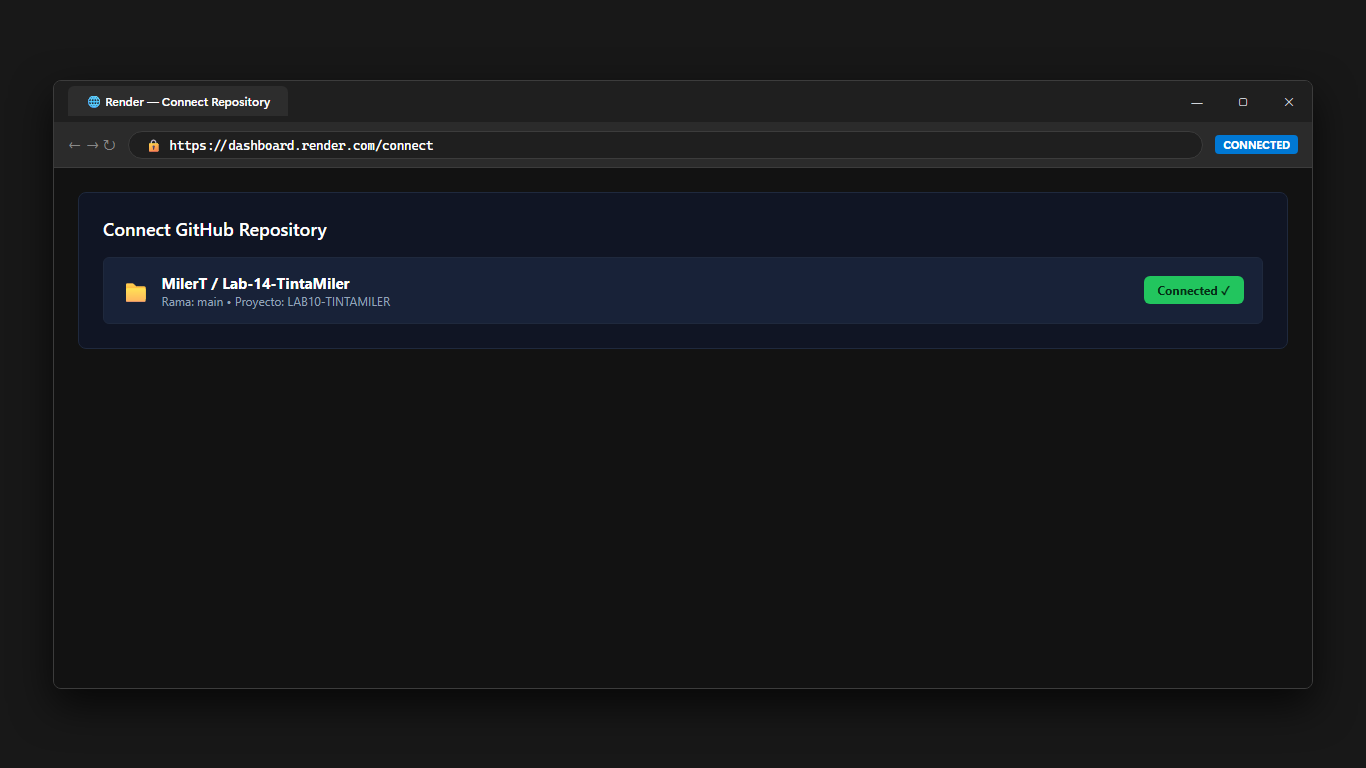 Render — Connect Repository
https://dashboard.render.com/connect
CONNECTED
Connect GitHub Repository
MilerT / Lab-14-TintaMiler
Connected ✓
Rama: main • Proyecto: LAB10-TINTAMILER